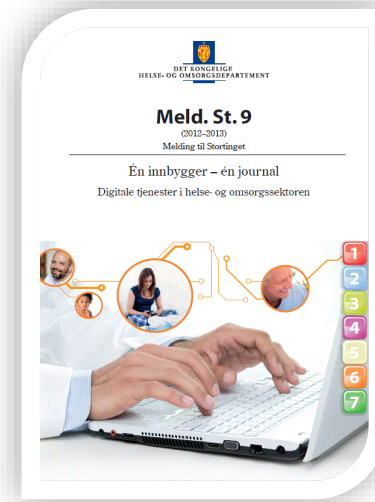 DET KONGELIGE
HELSE- OG OMSORGSDEPARTEMENT
Meld. St. 9
(2012–2013)
Melding til Stortinget
Én innbygger – én journal
Digitale tjenester i helse- og omsorgssektoren
1
2
3
4
5
6
7